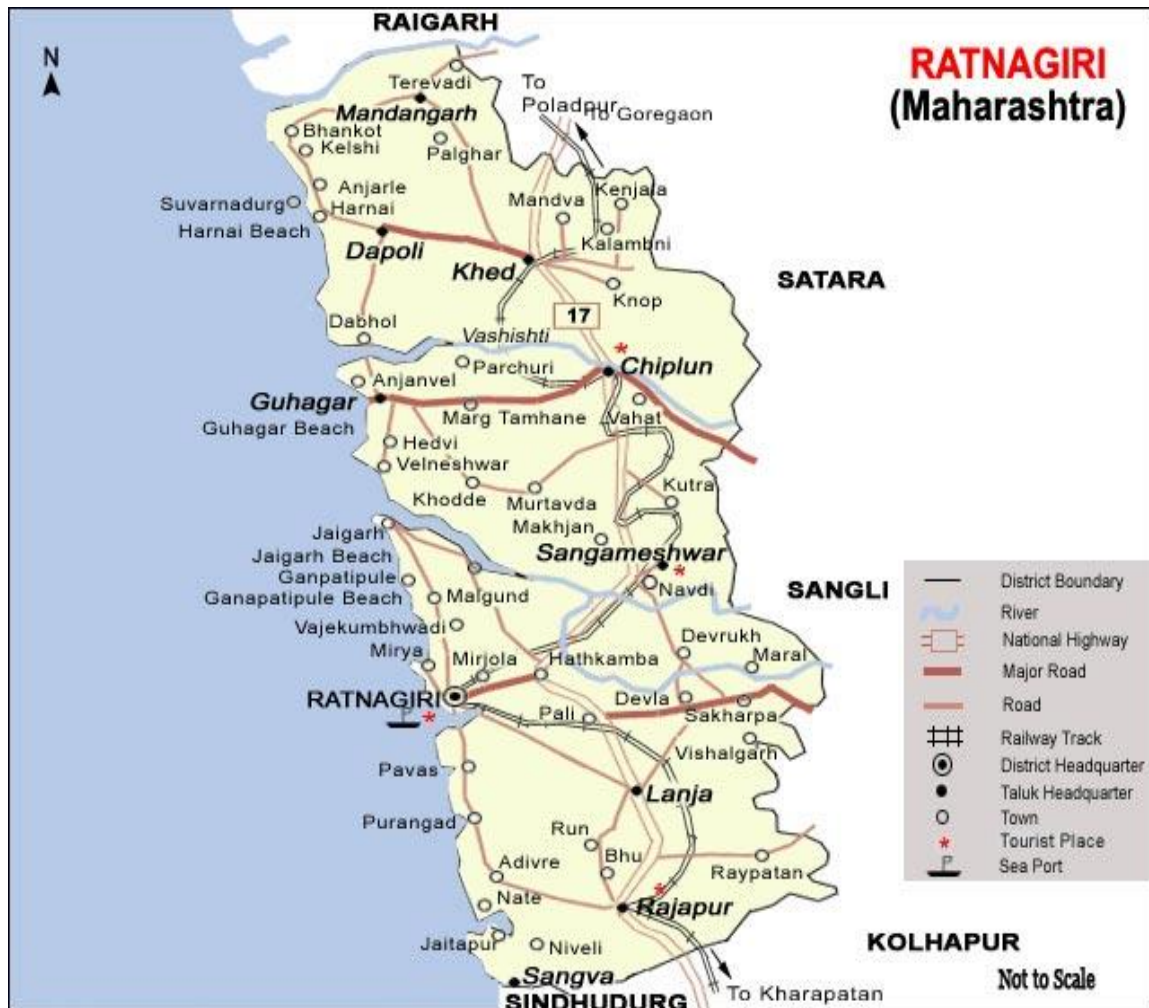 RAIGARH
N
RATNAGIRI
(Maharashtra)
Terevadi
To
Poladpur
To Goregaon
Mandangarh
Bhankot
Kelshi
Palghar
Anjarle
Suvarnadurg
Harnai
Harnai Beach
Mandva
Kenjala
Kalambni
Dapoli
Khed
SATARA
Knop
17
Dabhol
Vashishti
Parchuri
Chiplun
Anjanvel
Guhagar
Guhagar Beach
Marg Tamhane
Vahat
Hedvi
Velneshwar
Khodde
Murtavda
Kutra
Makhjan
Jaigarh
Jaigarh Beach
Sangameshwar
Ganpatipule
Ganapatipule Beach
Malgund
Navdi
SANGLI
Vajekumbhwadi
Mirya
Mirjola
Hathkamba
Devrukh
Maral
RATNAGIRI
Pali
Devla
Sakharpa
Vishalgarh
Pavas
Lanja
Purangad
Run
Bhu
Adivre
Raypatan
Nate
Rajapur
Jaitapur
Niveli
Sangva
KOLHAPUR
SINDHUDURG
To Kharapatan
Not to Scale
District Boundary
River
National Highway
Major Road
Road
Railway Track
District Headquarter
Taluk Headquarter
Town
Tourist Place
Sea Port